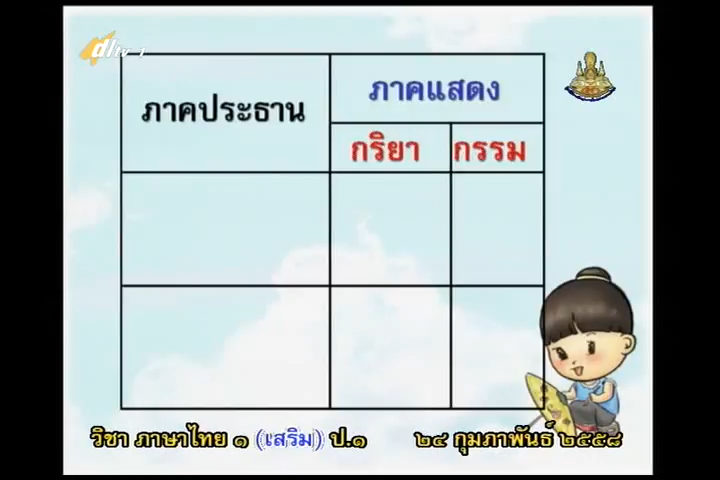 dltv 1
ภาคประธาน
ภาคแสดง
กริยา
กรรม
วิชา ภาษาไทย ๑ (เสริม) ป.๑
๒๔ กุมภาพันธ์ ๒๕๕๘